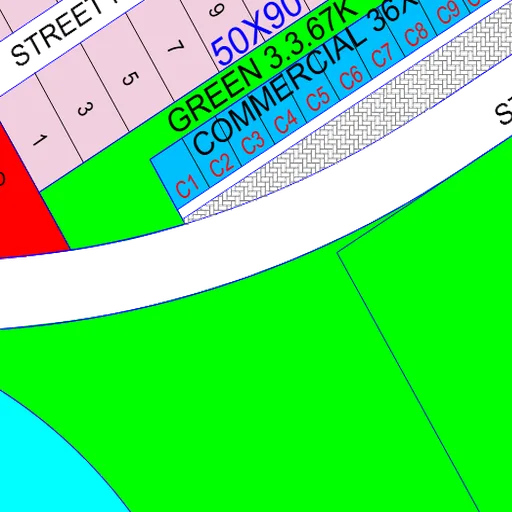 STREET
9
7
5
3
1
50X90
GREEN 3.3.67K
COMMERCIAL 36X
C1
C2
C3
C4
C5
C6
C7
C8
C9
ST